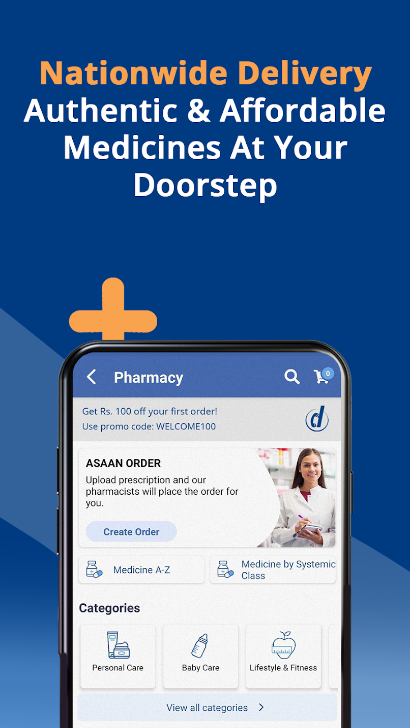 Nationwide Delivery
Authentic & Affordable
Medicines At Your
Doorstep
Pharmacy
0
Get Rs. 100 off your first order!
Use promo code: WELCOME100
d
ASAAN ORDER
Upload prescription and our
pharmacists will place the order for
you.
Create Order
Medicine A-Z
Medicine by Systemic
Class
Categories
Personal Care
Baby Care
Lifestyle & Fitness
View all categories